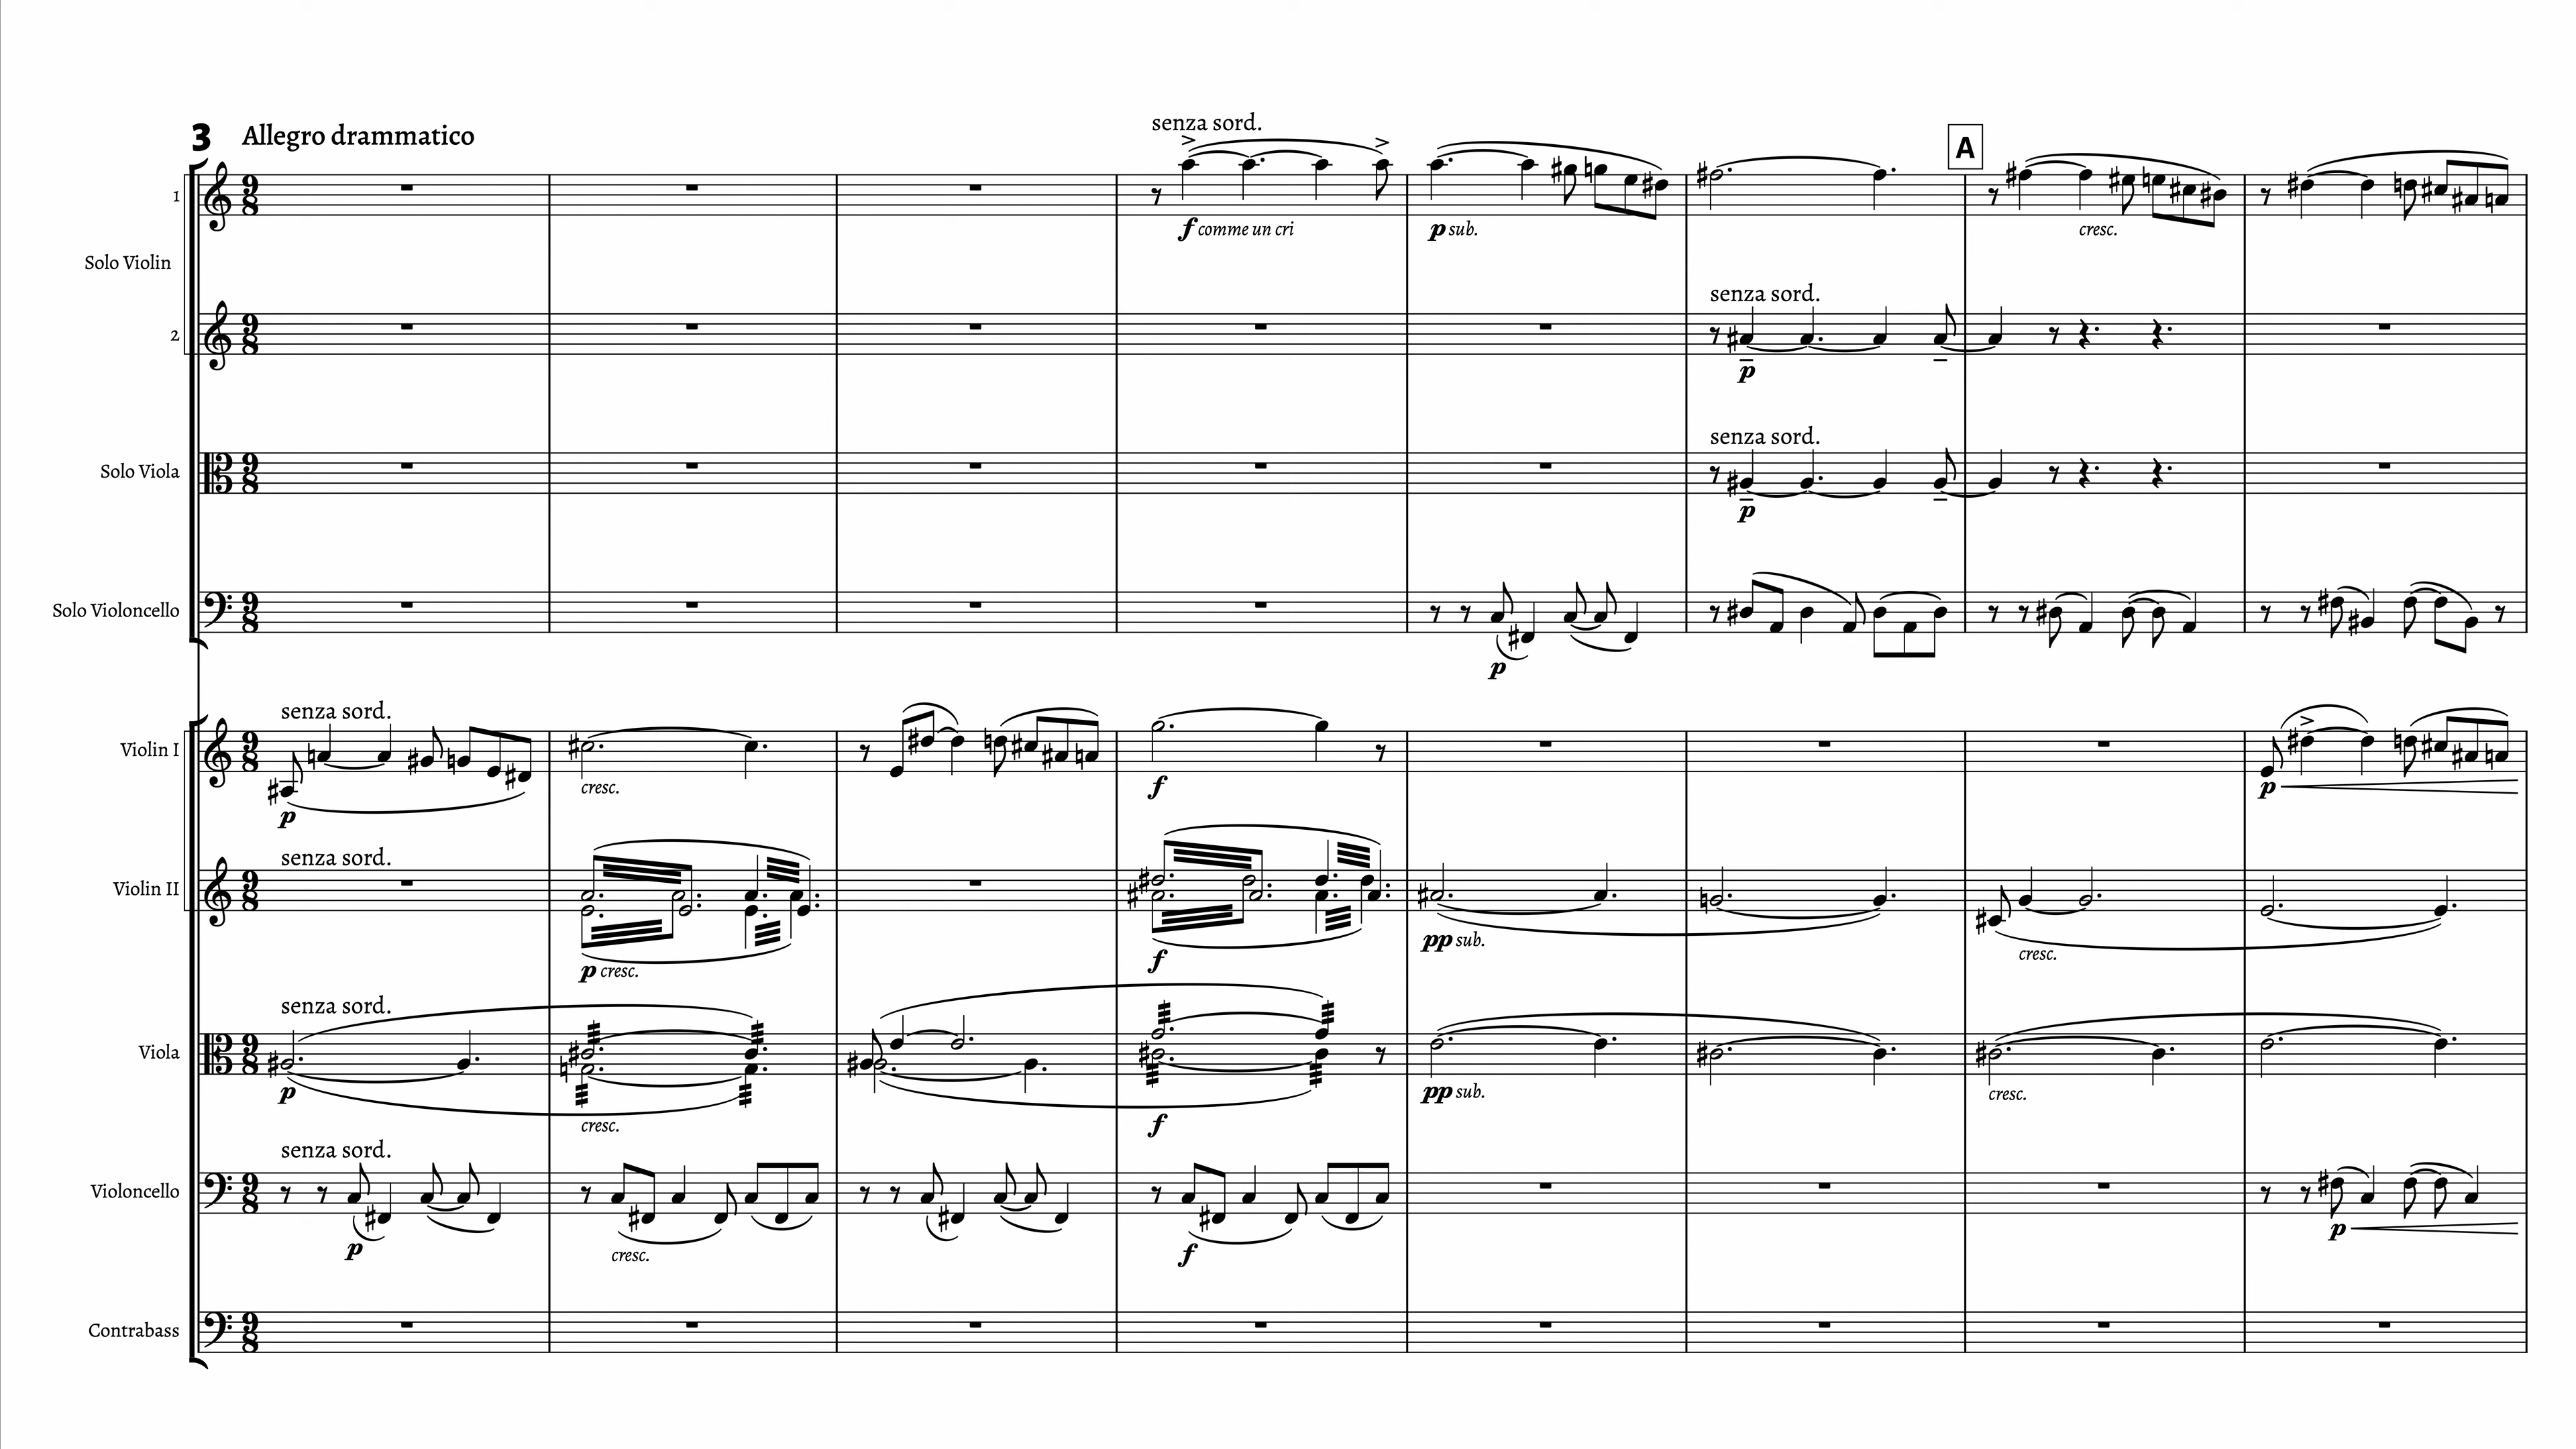 3 Allegro drammatico
senza sord.
A
1
f comme un cri
p sub.
cresc.
Solo Violin
senza sord.
2
p
senza sord.
Solo Viola
p
Solo Violoncello
p
senza sord.
Violin I
p
cresc.
f
p
senza sord.
Violin II
p cresc.
f
pp sub.
cresc.
senza sord.
Viola
p
cresc.
f
pp sub.
cresc.
senza sord.
Violoncello
p
cresc.
f
p
Contrabass